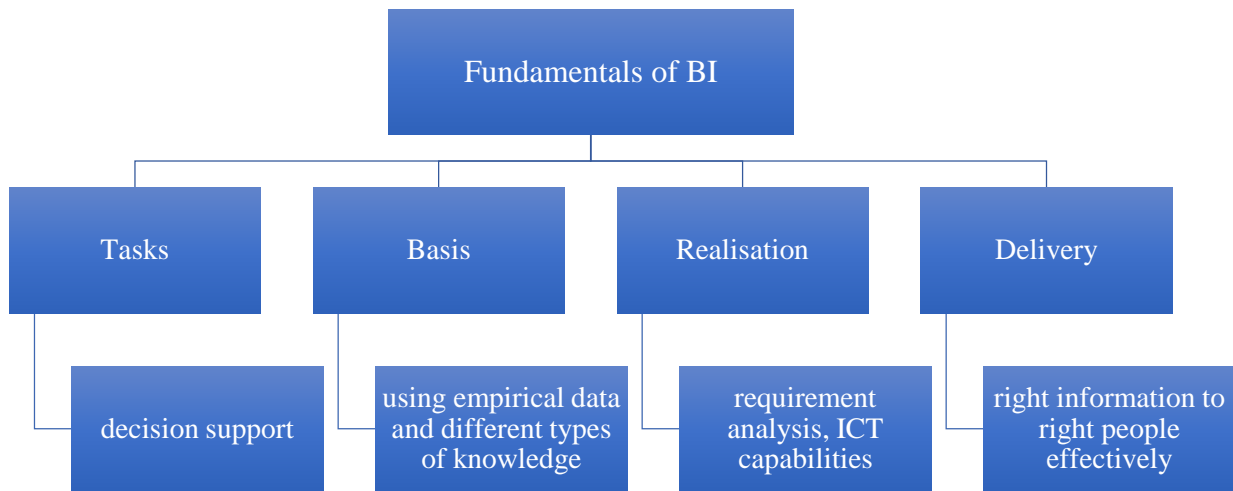 Fundamentals of BI
Tasks
Basis
Realisation
Delivery
decision support
using empirical data
and different types
of knowledge
requirement
analysis, ICT
capabilities
right information to
right people
effectively